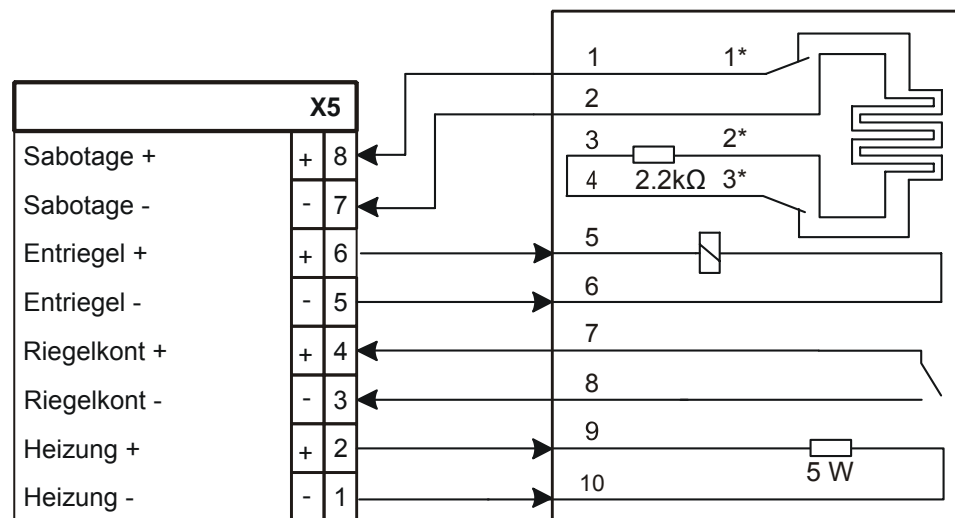 X5
Sabotage + + 8
Sabotage - - 7
Entriegel + + 6
Entriegel - - 5
Riegelkont + + 4
Riegelkont - - 3
Heizung + + 2
Heizung - - 1
1 1*
2
3 2*
4 2.2kΩ 3*
5
6
7
8
9
5 W
10